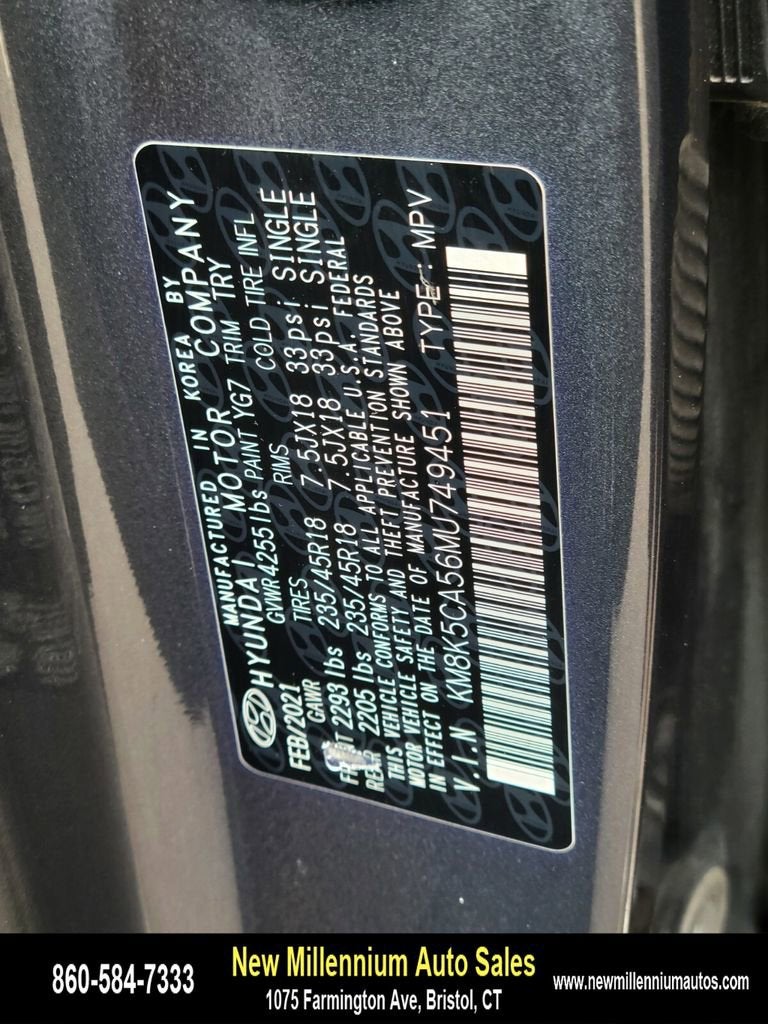 MANUFACTURED IN KOREA BY
HYUNDAI MOTOR COMPANY
FEB/2021 GVWR 4255 lbs PAINT YG7 TRIM TRY
GAWR TIRES RIMS COLD TIRE INFL
2293 lbs 235/45R18 7.5JX18 33psi SINGLE
REAR 2205 lbs 235/45R18 7.5JX18 33psi SINGLE
THIS VEHICLE CONFORMS TO ALL APPLICABLE U.S.A. FEDERAL
MOTOR VEHICLE SAFETY AND THEFT PREVENTION STANDARDS
IN EFFECT ON THE DATE OF MANUFACTURE SHOWN ABOVE
V.I.N KM8K5CA56MU749451 TYPE: MPV
860-584-7333
New Millennium Auto Sales
1075 Farmington Ave, Bristol, CT
www.newmillenniumautos.com